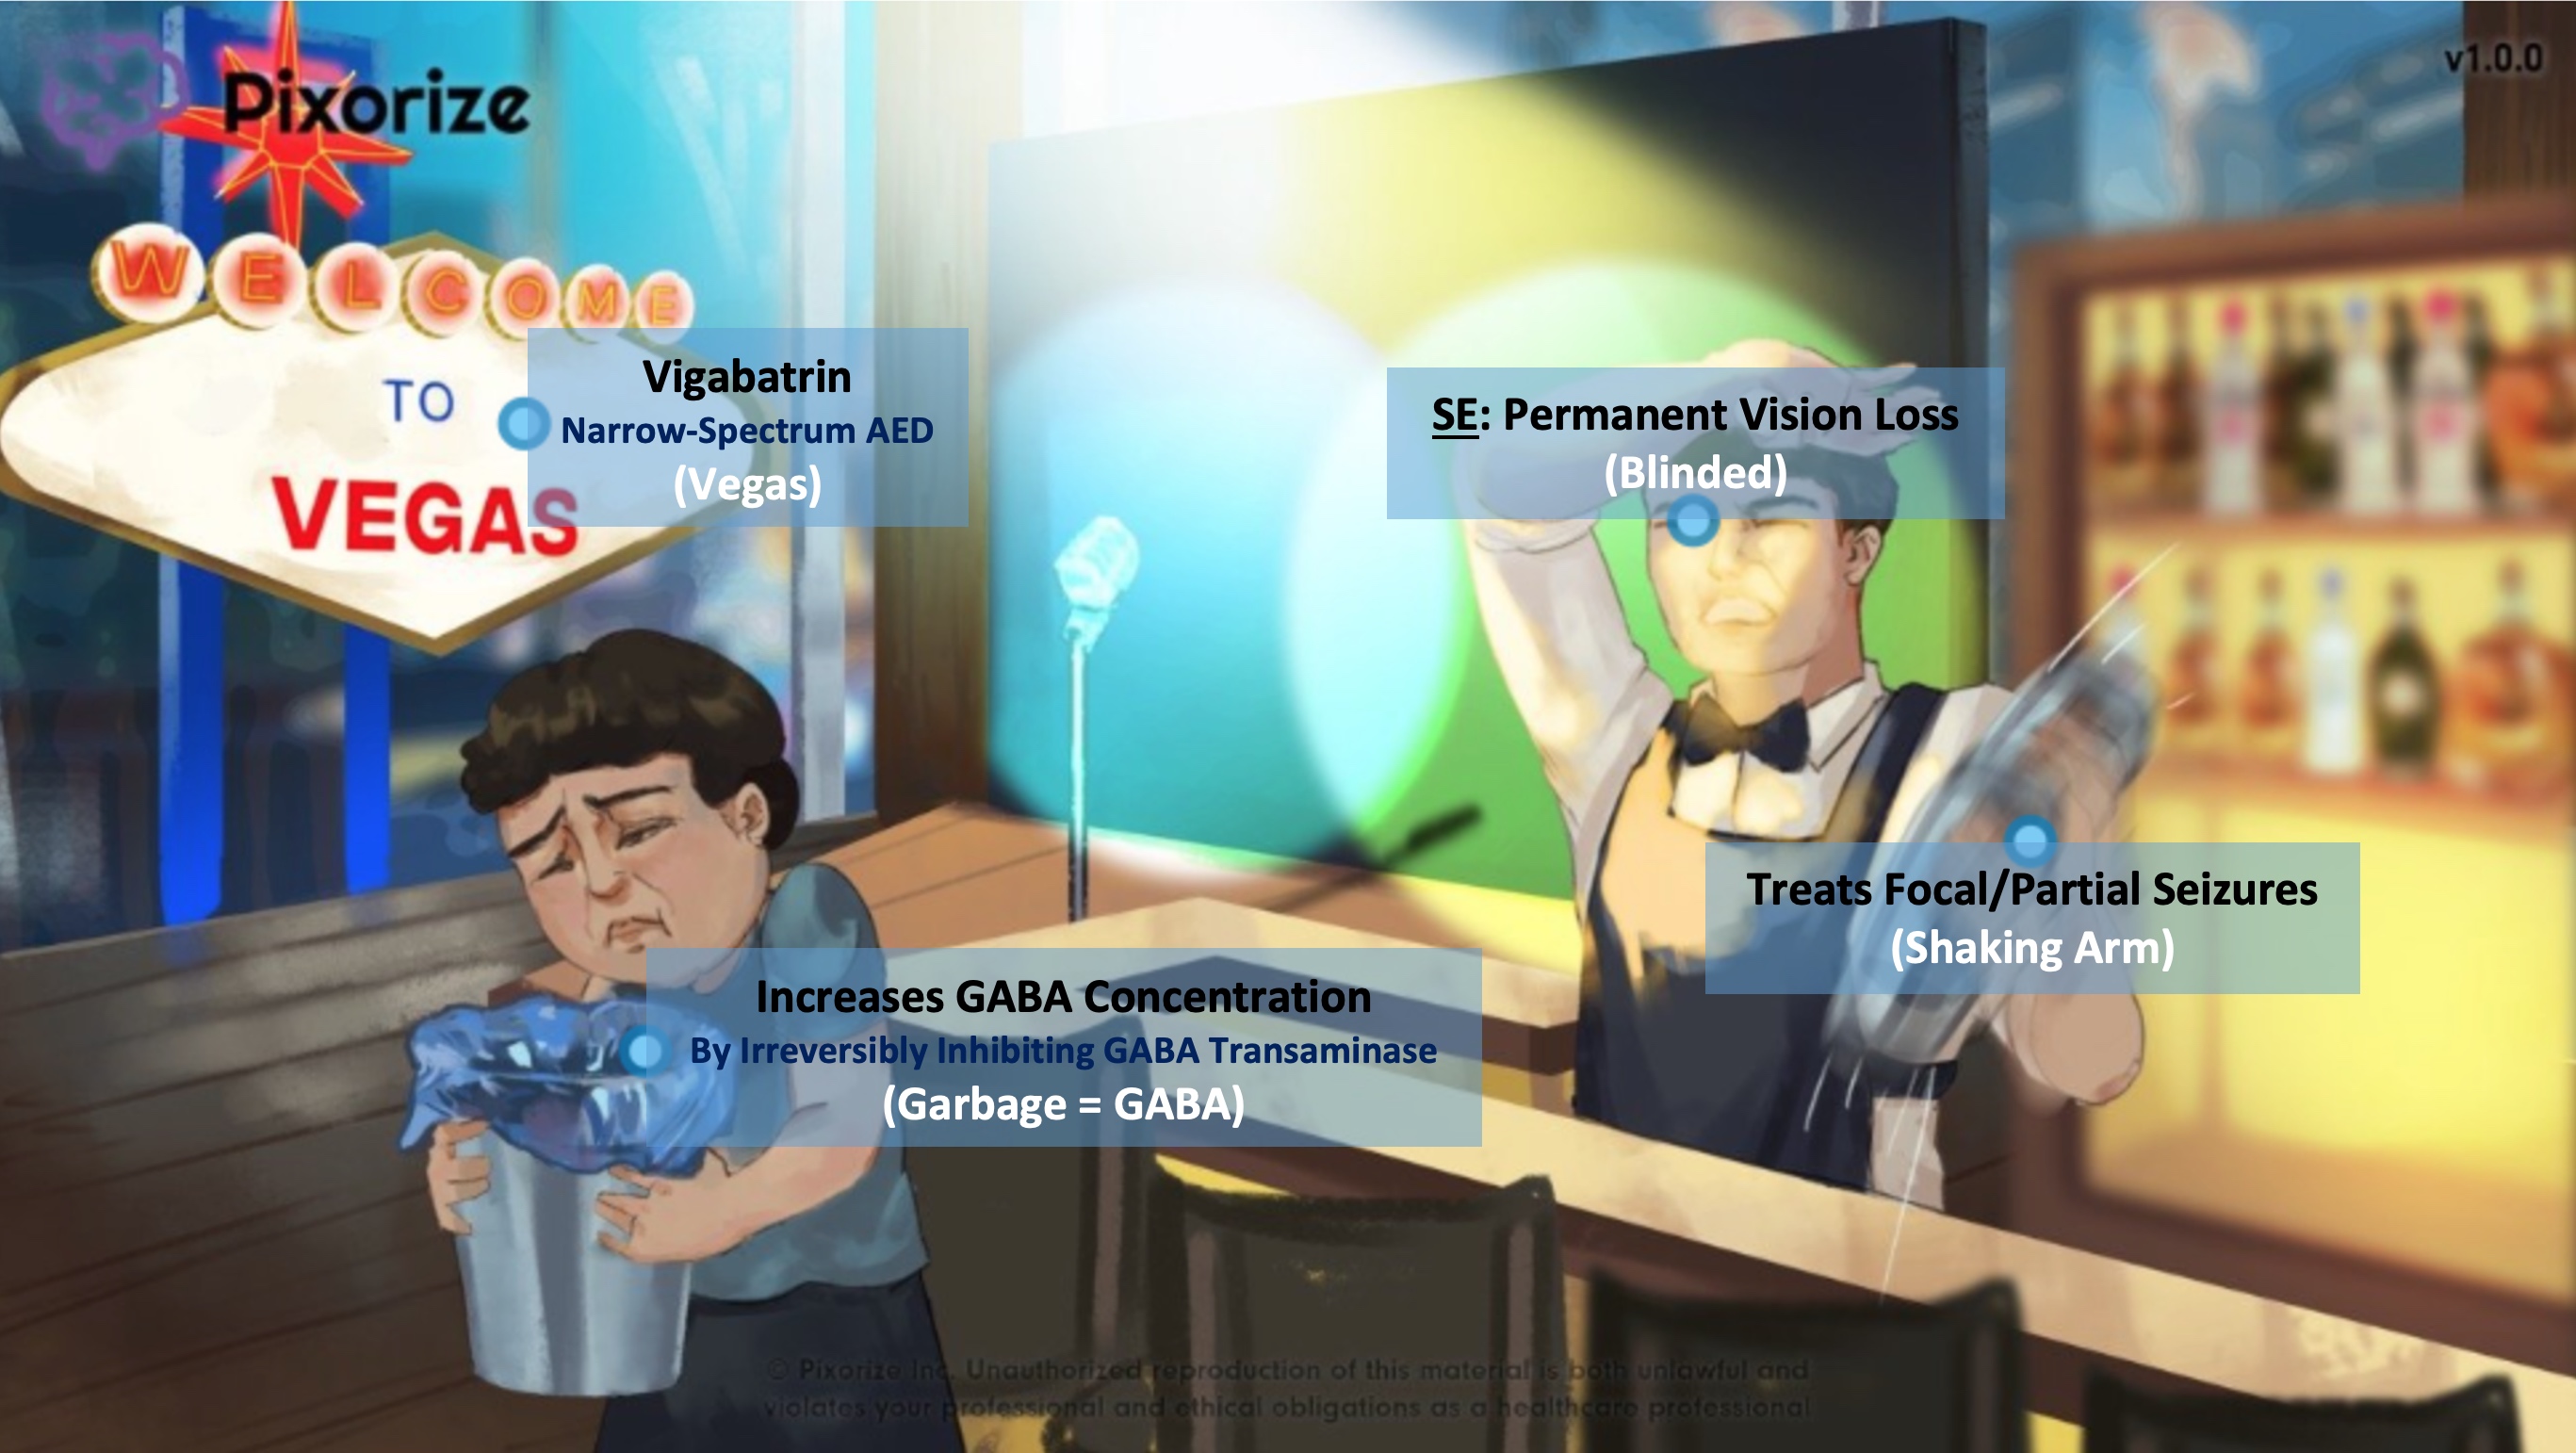 Pixorize
v1.0.0
WELCOME
TO
VEGAS
Vigabatrin
Narrow-Spectrum AED
(Vegas)
SE: Permanent Vision Loss
(Blinded)
Treats Focal/Partial Seizures
(Shaking Arm)
Increases GABA Concentration
By Irreversibly Inhibiting GABA Transaminase
(Garbage = GABA)
© Pixorize Inc. Unauthorized reproduction of this material is both unlawful and
violates your professional and ethical obligations as a healthcare professional